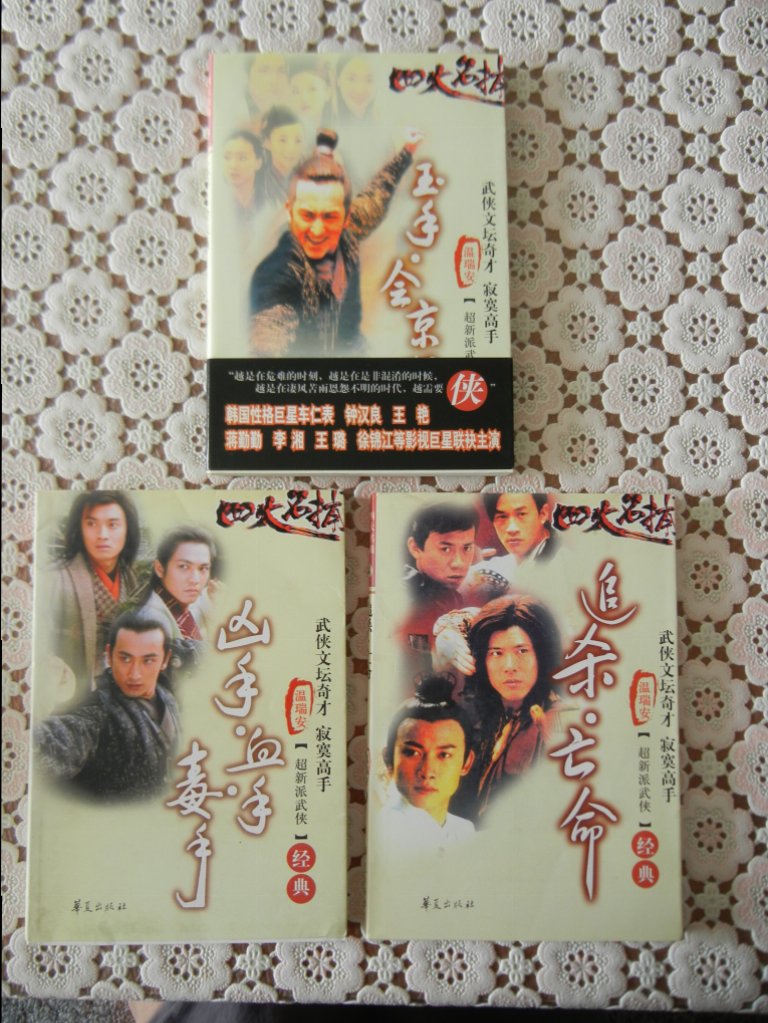 四大名捕
玉手·会京
武侠文坛奇才 寂寞高手
温瑞安
【超新派武
“越是在危难的时刻，越是在是非混淆的时候，
越是在凄风苦雨恩怨不明的时代，越需要侠”
韩国性格巨星车仁表 钟汉良 王 艳
蒋勤勤 李 湘 王 璐 徐锦江等影视巨星联袂主演
四大名捕
凶手·血手·
毒手
武侠文坛奇才 寂寞高手
温瑞安
【超新派武侠】
经典
華夏出版社
四大名捕
追杀·亡命
武侠文坛奇才 寂寞高手
温瑞安
【超新派武侠】
经典
華夏出版社